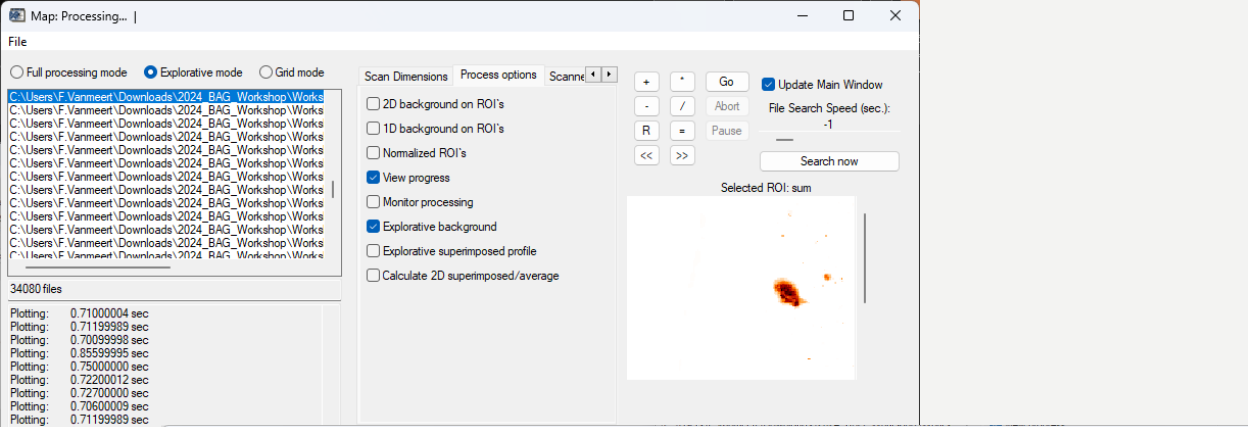 Map: Processing... |
File
Full processing mode Explorative mode Grid mode
C:\Users\F.Vanmeert\Downloads\2024_BAG_Workshop\Works
C:\Users\F.Vanmeert\Downloads\2024_BAG_Workshop\Works
C:\Users\F.Vanmeert\Downloads\2024_BAG_Workshop\Works
C:\Users\F.Vanmeert\Downloads\2024_BAG_Workshop\Works
C:\Users\F.Vanmeert\Downloads\2024_BAG_Workshop\Works
C:\Users\F.Vanmeert\Downloads\2024_BAG_Workshop\Works
C:\Users\F.Vanmeert\Downloads\2024_BAG_Workshop\Works
C:\Users\F.Vanmeert\Downloads\2024_BAG_Workshop\Works
C:\Users\F.Vanmeert\Downloads\2024_BAG_Workshop\Works
C:\Users\F.Vanmeert\Downloads\2024_BAG_Workshop\Works
C:\Users\F.Vanmeert\Downloads\2024_BAG_Workshop\Works
C:\Users\F.Vanmeert\Downloads\2024_BAG_Workshop\Works
C:\Users\F.Vanmeert\Downloads\2024_BAG_Workshop\Works
34080 files
Plotting: 0.71000004 sec
Plotting: 0.71199989 sec
Plotting: 0.70099998 sec
Plotting: 0.85599995 sec
Plotting: 0.75000000 sec
Plotting: 0.72200012 sec
Plotting: 0.72700000 sec
Plotting: 0.70600009 sec
Plotting: 0.71199989 sec
Scan Dimensions Process options Scanne
2D background on ROI's
1D background on ROI's
Normalized ROI's
View progress
Monitor processing
Explorative background
Explorative superimposed profile
Calculate 2D superimposed/average
+ * Go
- / Abort
R = Pause
<< >>
Update Main Window
File Search Speed (sec.):
-1
Search now
Selected ROI: sum